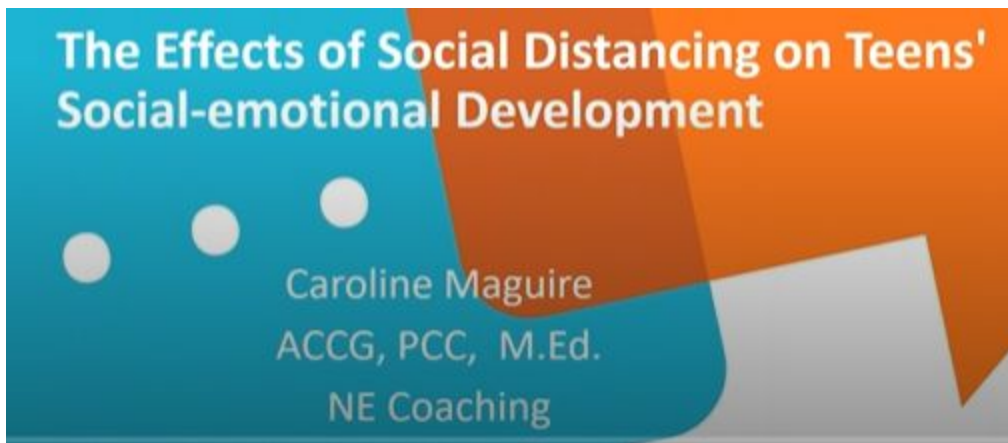 The Effects of Social Distancing on Teens'
Social-emotional Development
Caroline Maguire
ACCG, PCC, M.Ed.
NE Coaching